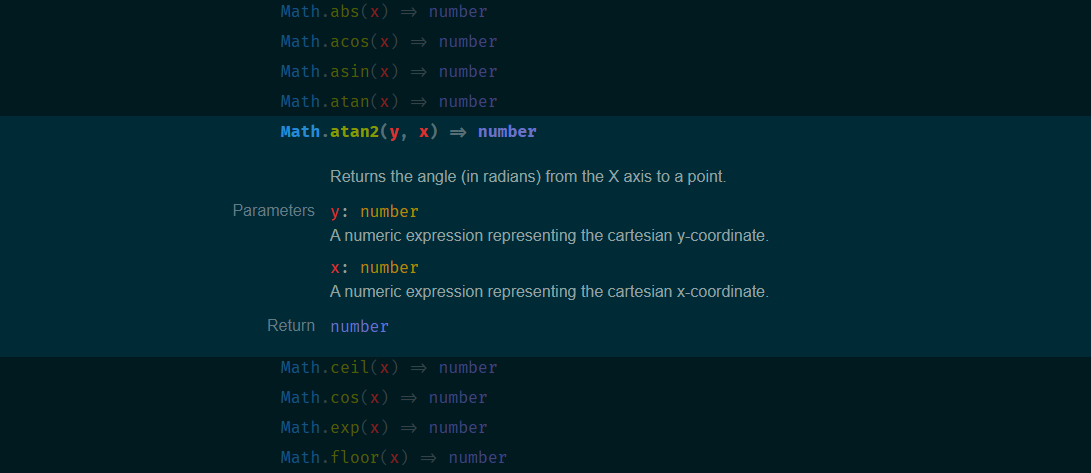 Math.abs(x) ⇒ number
Math.acos(x) ⇒ number
Math.asin(x) ⇒ number
Math.atan(x) ⇒ number
Math.atan2(y, x) ⇒ number
Returns the angle (in radians) from the X axis to a point.
Parameters y: number
A numeric expression representing the cartesian y-coordinate.
x: number
A numeric expression representing the cartesian x-coordinate.
Return number
Math.ceil(x) ⇒ number
Math.cos(x) ⇒ number
Math.exp(x) ⇒ number
Math.floor(x) ⇒ number